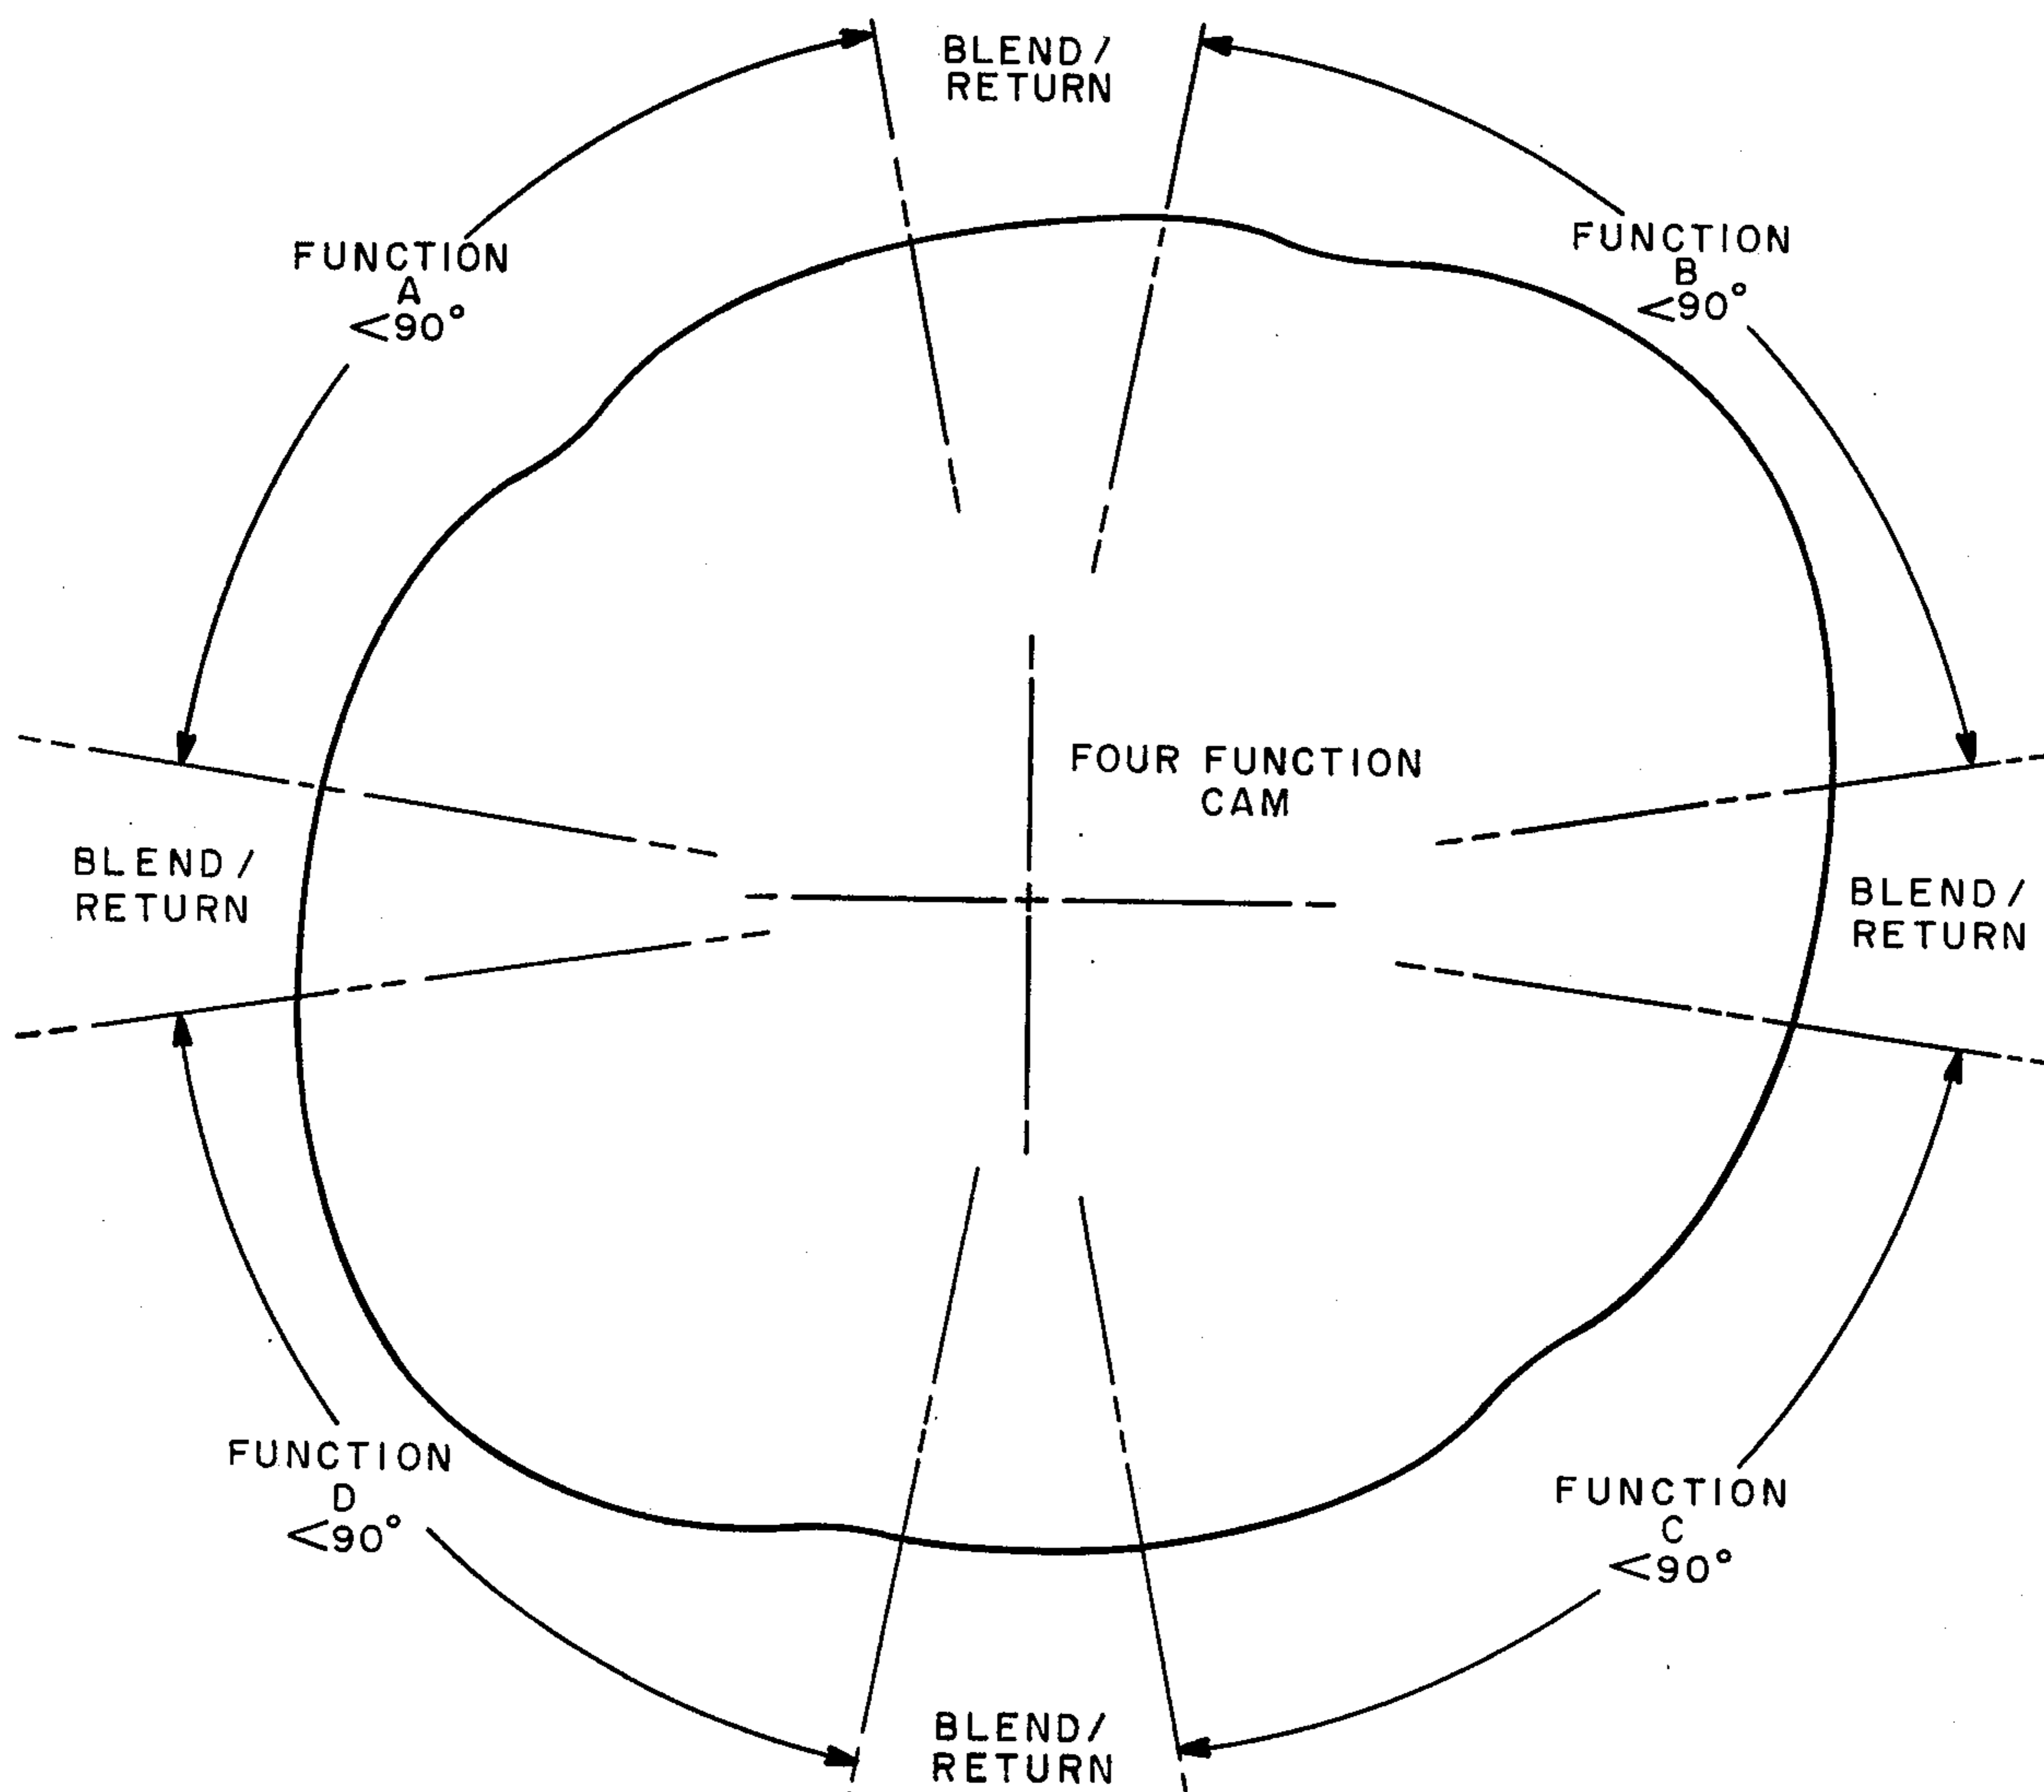 BLEND/
RETURN
FUNCTION
A
<90°
FUNCTION
B
<90°
FOUR FUNCTION
CAM
BLEND/
RETURN
BLEND/
RETURN
FUNCTION
D
<90°
FUNCTION
C
<90°
BLEND/
RETURN